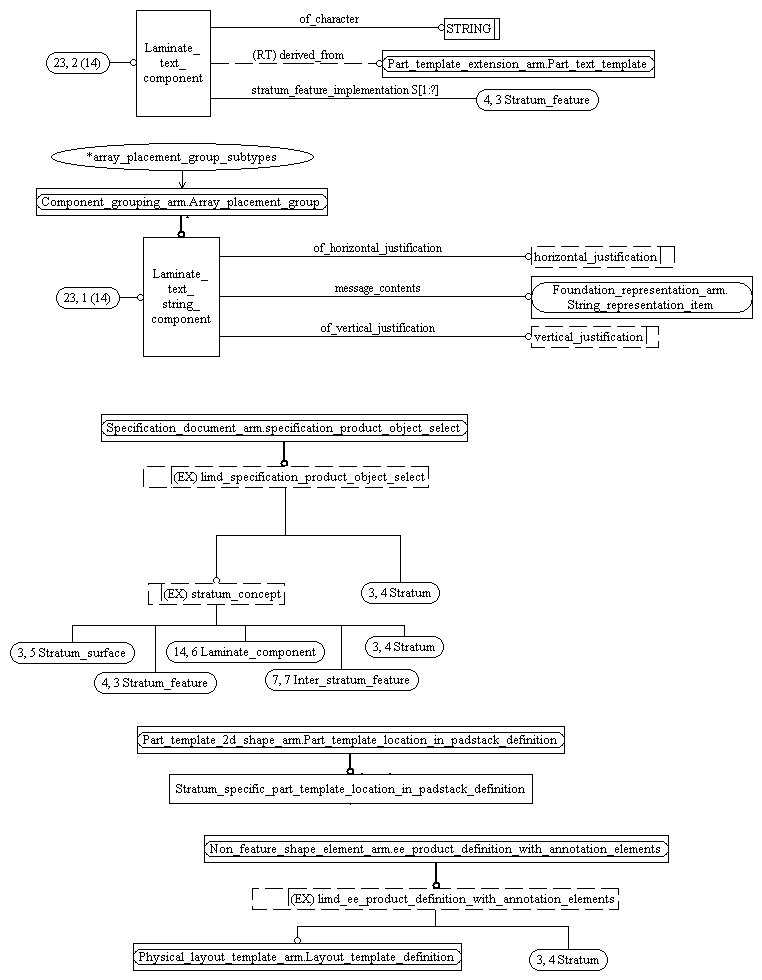 of_character
STRING
23, 2 (14)
Laminate_
text_
component
(RT) derived_from
Part_template_extension_arm.Part_text_template
stratum_feature_implementation S[1:?]
4, 3 Stratum_feature
*array_placement_group_subtypes
Component_grouping_arm.Array_placement_group
23, 1 (14)
Laminate_
text_
string_
component
of_horizontal_justification
horizontal_justification
message_contents
Foundation_representation_arm.
String_representation_item
of_vertical_justification
vertical_justification
Specification_document_arm.specification_product_object_select
(EX) limd_specification_product_object_select
(EX) stratum_concept
3, 4 Stratum
3, 5 Stratum_surface
14, 6 Laminate_component
3, 4 Stratum
4, 3 Stratum_feature
7, 7 Inter_stratum_feature
Part_template_2d_shape_arm.Part_template_location_in_padstack_definition
Stratum_specific_part_template_location_in_padstack_definition
Non_feature_shape_element_arm.ee_product_definition_with_annotation_elements
(EX) limd_ee_product_definition_with_annotation_elements
Physical_layout_template_arm.Layout_template_definition
3, 4 Stratum